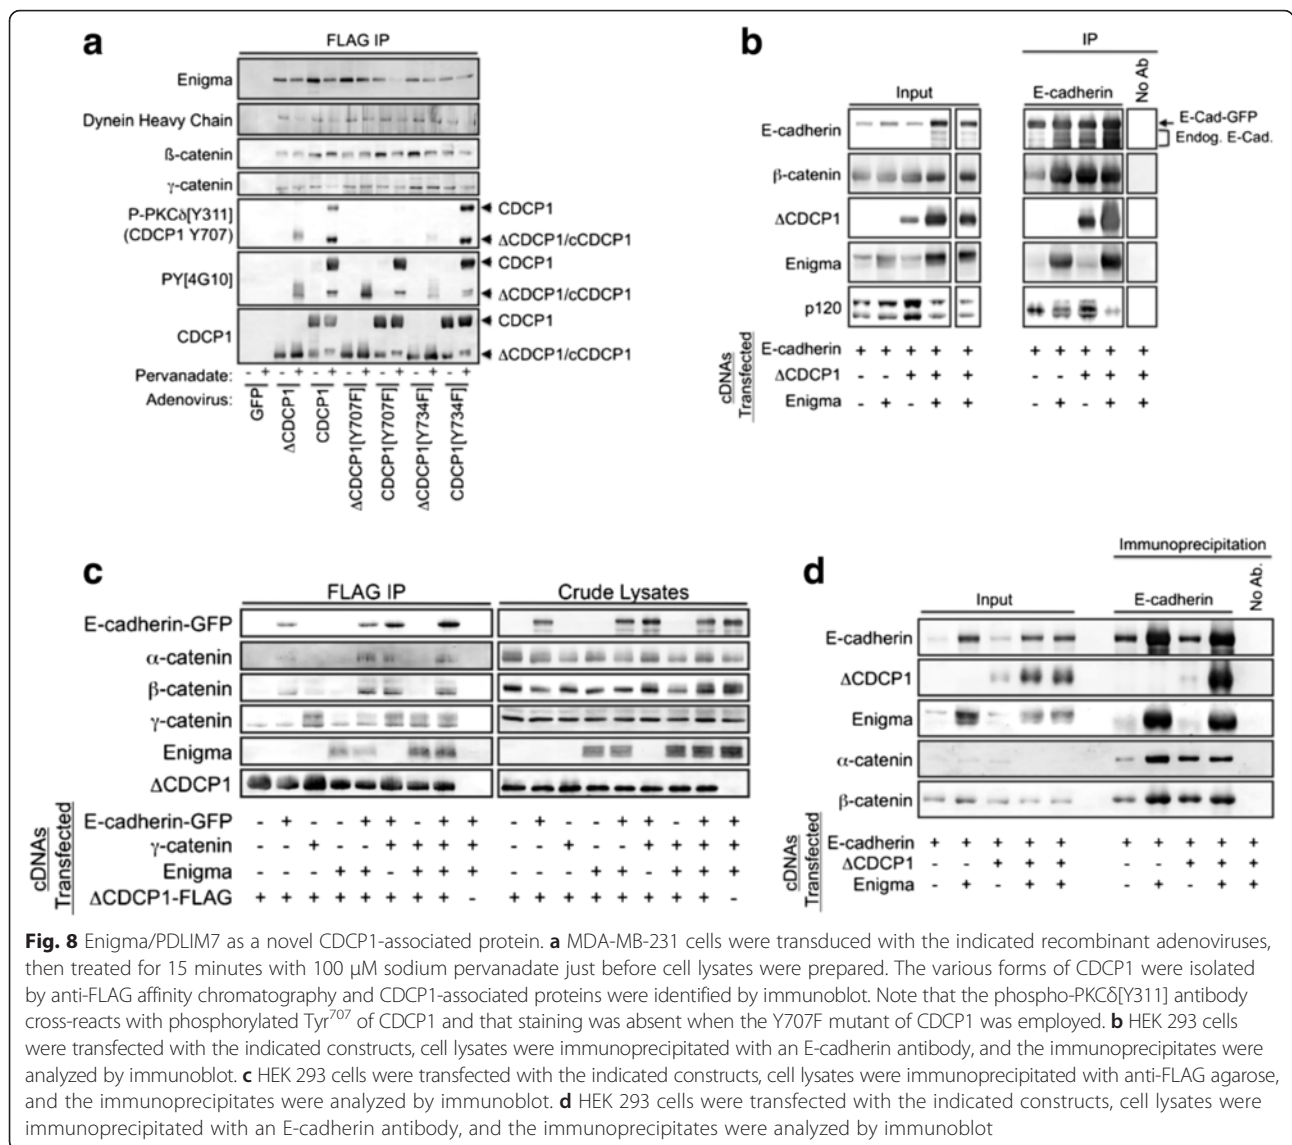 a
FLAG IP
Enigma
Dynein Heavy Chain
ß-catenin
γ-catenin
P-PKCδ[Y311]
(CDCP1 Y707)
CDCP1
ΔCDCP1/cCDCP1
PY[4G10]
CDCP1
ΔCDCP1/cCDCP1
CDCP1
CDCP1
ΔCDCP1/cCDCP1
Pervanadate: - + - + - + - + - + - + - +
Adenovirus:
GFP
ΔCDCP1
CDCP1
ΔCDCP1[Y707F]
CDCP1[Y707F]
ΔCDCP1[Y734F]
CDCP1[Y734F]
b
IP
Input
E-cadherin
No Ab
E-cadherin
E-Cad-GFP
Endog. E-Cad.
β-catenin
ΔCDCP1
Enigma
p120
cDNAs
Transfected
E-cadherin + + + + + + + + + +
ΔCDCP1 - - + + + - - + + +
Enigma - + - + + - + - + +
c
FLAG IP
Crude Lysates
E-cadherin-GFP
α-catenin
β-catenin
γ-catenin
Enigma
ΔCDCP1
cDNAs
Transfected
E-cadherin-GFP - + - - + + - + + - + - - + + - + +
γ-catenin - - + - - + + + + - - + - - + + + +
Enigma - - - + + - + + + - - - + + - + + +
ΔCDCP1-FLAG + + + + + + + + - + + + + + + + + -
d
Immunoprecipitation
Input
E-cadherin
No Ab.
E-cadherin
ΔCDCP1
Enigma
α-catenin
β-catenin
cDNAs
Transfected
E-cadherin + + + + + + + + + +
ΔCDCP1 - - + + + - - + + +
Enigma - + - + + - + - + +
Fig. 8 Enigma/PDLIM7 as a novel CDCP1-associated protein. a MDA-MB-231 cells were transduced with the indicated recombinant adenoviruses,
then treated for 15 minutes with 100 μM sodium pervanadate just before cell lysates were prepared. The various forms of CDCP1 were isolated
by anti-FLAG affinity chromatography and CDCP1-associated proteins were identified by immunoblot. Note that the phospho-PKCδ[Y311] antibody
cross-reacts with phosphorylated Tyr707 of CDCP1 and that staining was absent when the Y707F mutant of CDCP1 was employed. b HEK 293 cells
were transfected with the indicated constructs, cell lysates were immunoprecipitated with an E-cadherin antibody, and the immunoprecipitates were
analyzed by immunoblot. c HEK 293 cells were transfected with the indicated constructs, cell lysates were immunoprecipitated with anti-FLAG agarose,
and the immunoprecipitates were analyzed by immunoblot. d HEK 293 cells were transfected with the indicated constructs, cell lysates were
immunoprecipitated with an E-cadherin antibody, and the immunoprecipitates were analyzed by immunoblot